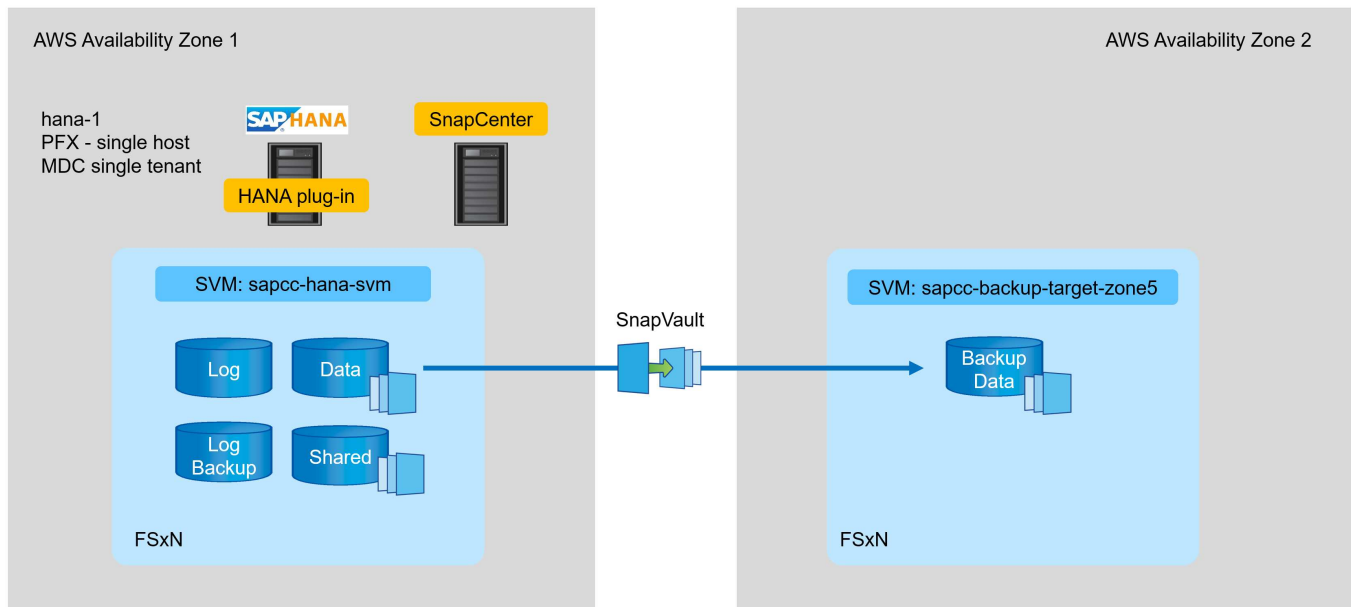 AWS Availability Zone 1
AWS Availability Zone 2
hana-1
PFX - single host
MDC single tenant
SAP HANA
SnapCenter
HANA plug-in
SVM: sapcc-hana-svm
SVM: sapcc-backup-target-zone5
SnapVault
Log
Data
Backup
Data
Log
Backup
Shared
FSxN
FSxN